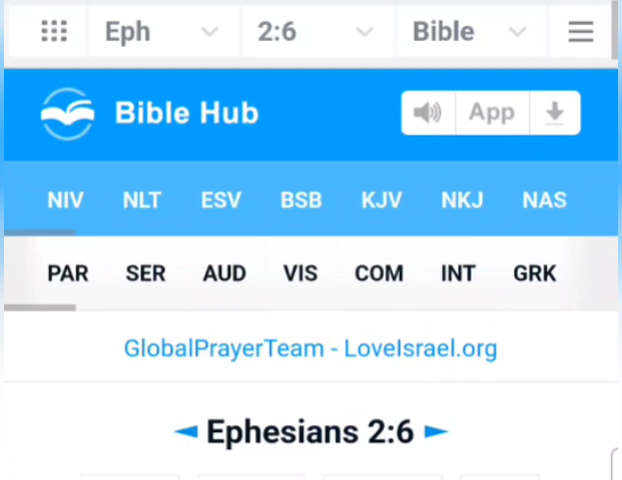 Eph 2:6 Bible
Bible Hub App
NIV NLT ESV BSB KJV NKJ NAS
PAR SER AUD VIS COM INT GRK
GlobalPrayerTeam - LoveIsrael.org
◄ Ephesians 2:6 ►